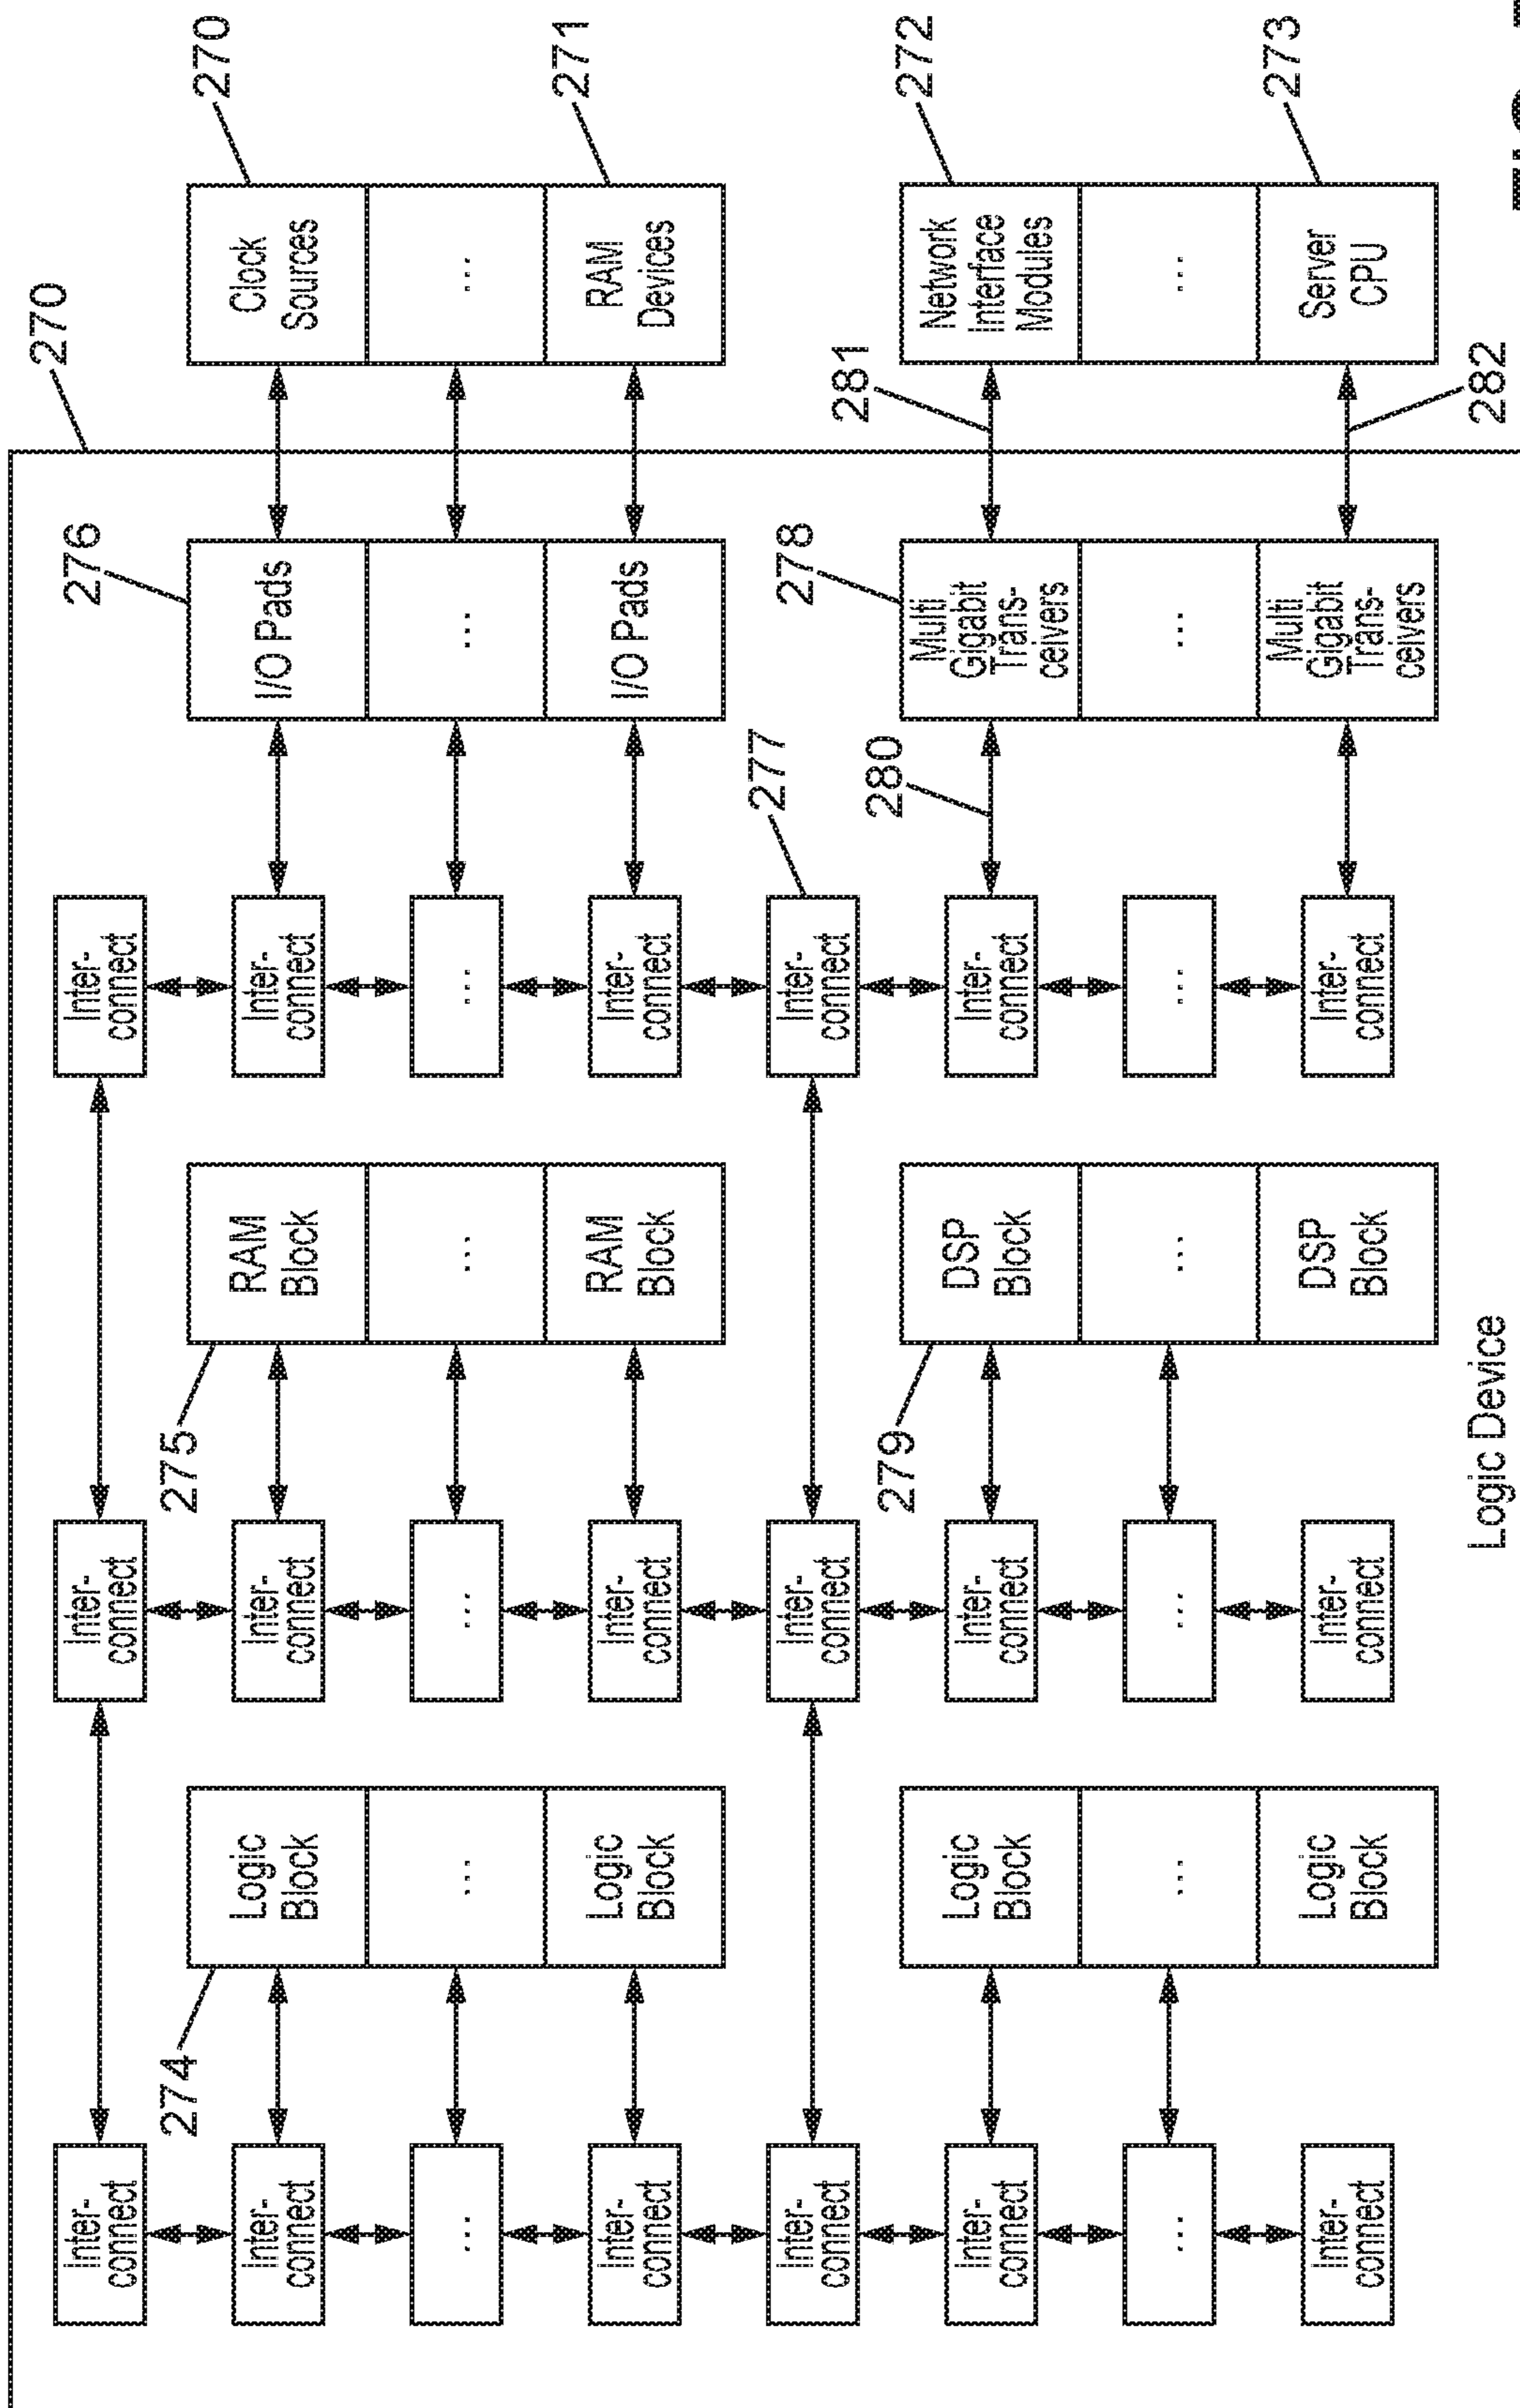 270
Inter-
connect
Inter-
connect
Inter-
connect
276
274
275
270
Inter-
connect
Logic
Block
Inter-
connect
RAM
Block
Inter-
connect
I/O Pads
Clock
Sources
...
...
...
...
...
...
...
Inter-
connect
Logic
Block
Inter-
connect
RAM
Block
Inter-
connect
I/O Pads
RAM
Devices
271
Inter-
connect
Inter-
connect
Inter-
connect
277
278
281
279
280
272
Inter-
connect
Logic
Block
Inter-
connect
DSP
Block
Inter-
connect
Multi
Gigabit
Trans-
ceivers
Network
Interface
Modules
...
...
...
...
...
...
...
Inter-
connect
Logic
Block
Inter-
connect
DSP
Block
Inter-
connect
Multi
Gigabit
Trans-
ceivers
Server
CPU
273
282
Logic Device